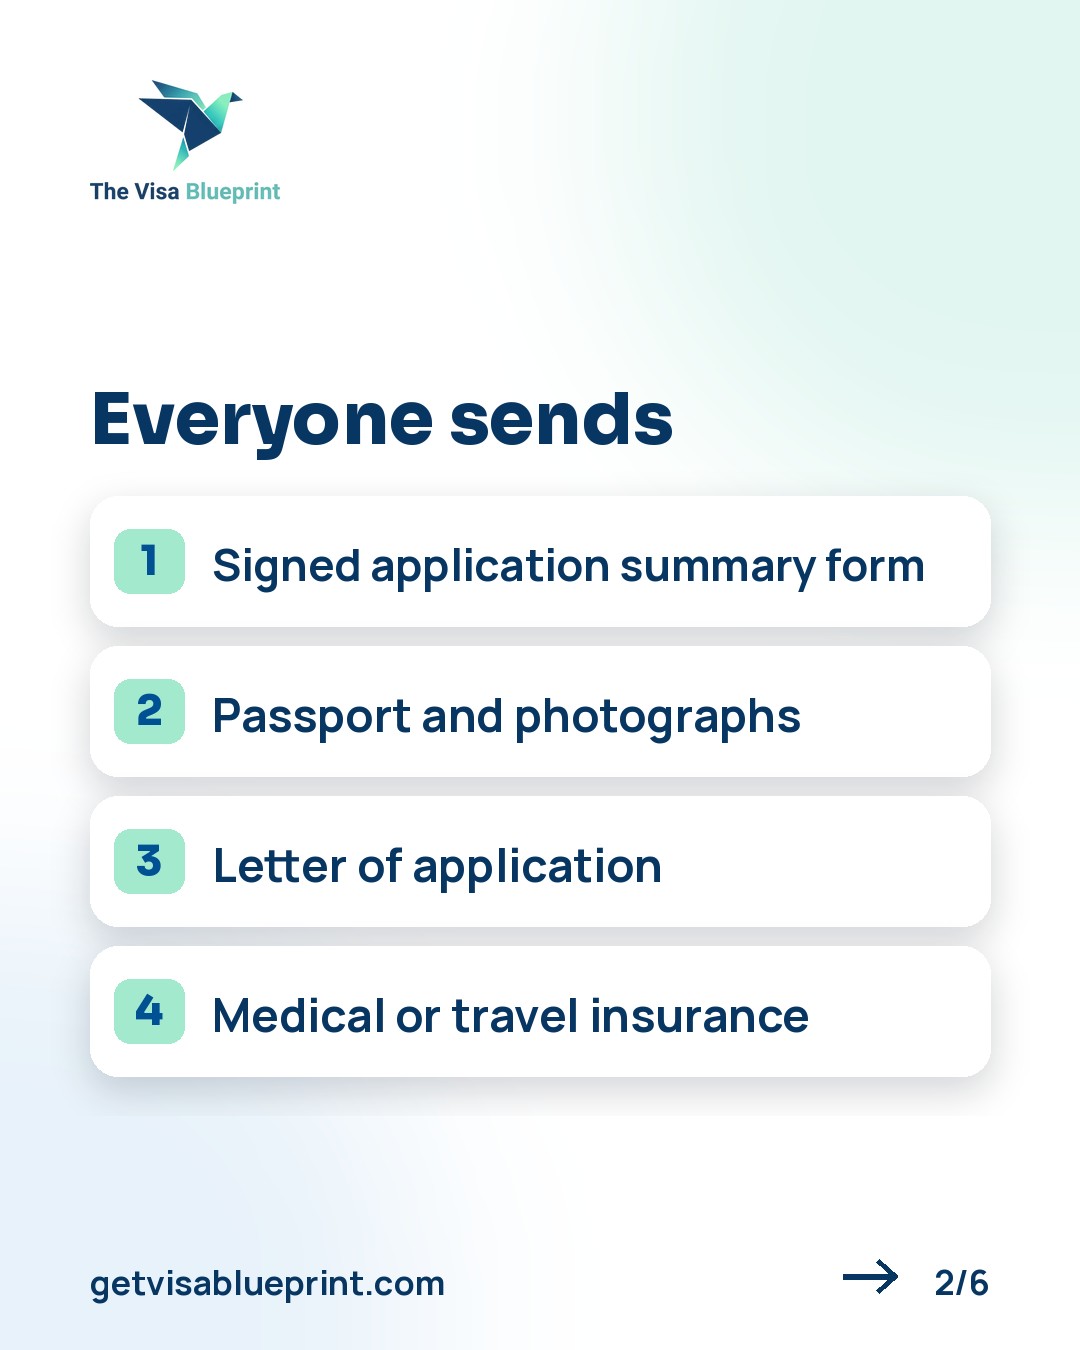 The Visa Blueprint
Everyone sends
1 Signed application summary form
2 Passport and photographs
3 Letter of application
4 Medical or travel insurance
getvisablueprint.com
2/6